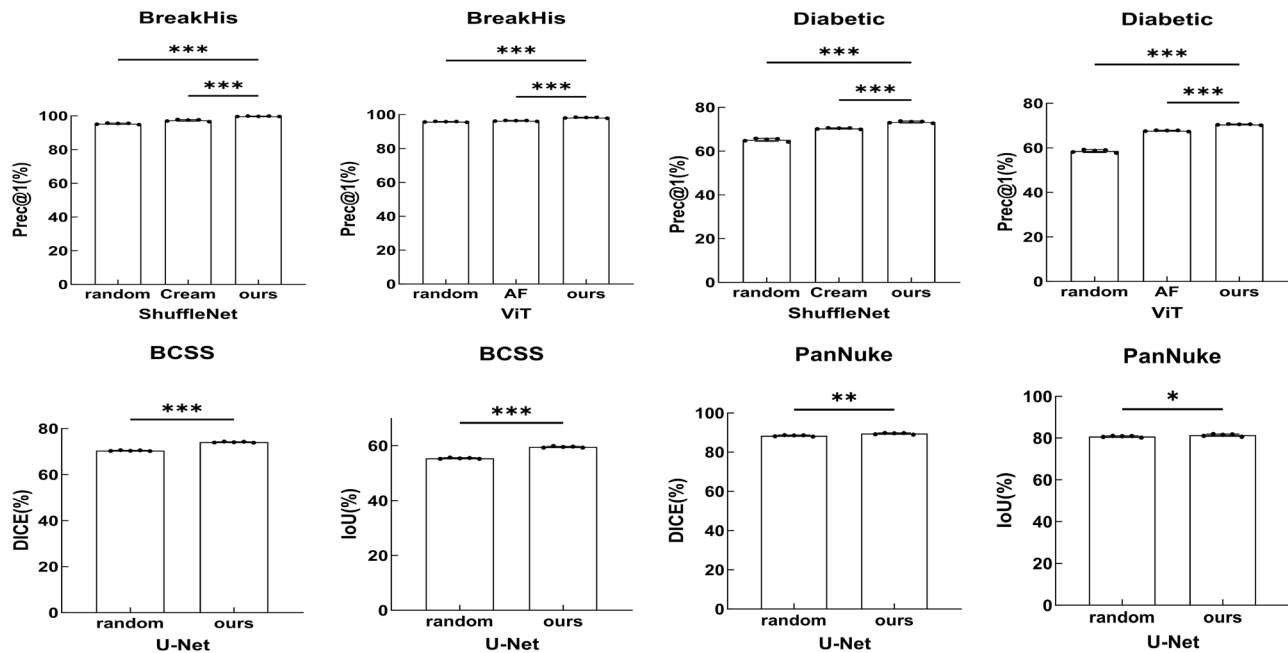 BreakHis
***
***
Prec@1(%)
100
80
60
40
20
0
random Cream ours
ShuffleNet
BreakHis
***
***
Prec@1(%)
100
80
60
40
20
0
random AF ours
ViT
Diabetic
***
***
Prec@1(%)
80
60
40
20
0
random Cream ours
ShuffleNet
Diabetic
***
***
Prec@1(%)
80
60
40
20
0
random AF ours
ViT
BCSS
***
DICE(%)
80
60
40
20
0
random ours
U-Net
BCSS
***
IoU(%)
60
40
20
0
random ours
U-Net
PanNuke
**
DICE(%)
100
80
60
40
20
0
random ours
U-Net
PanNuke
*
IoU(%)
100
80
60
40
20
0
random ours
U-Net